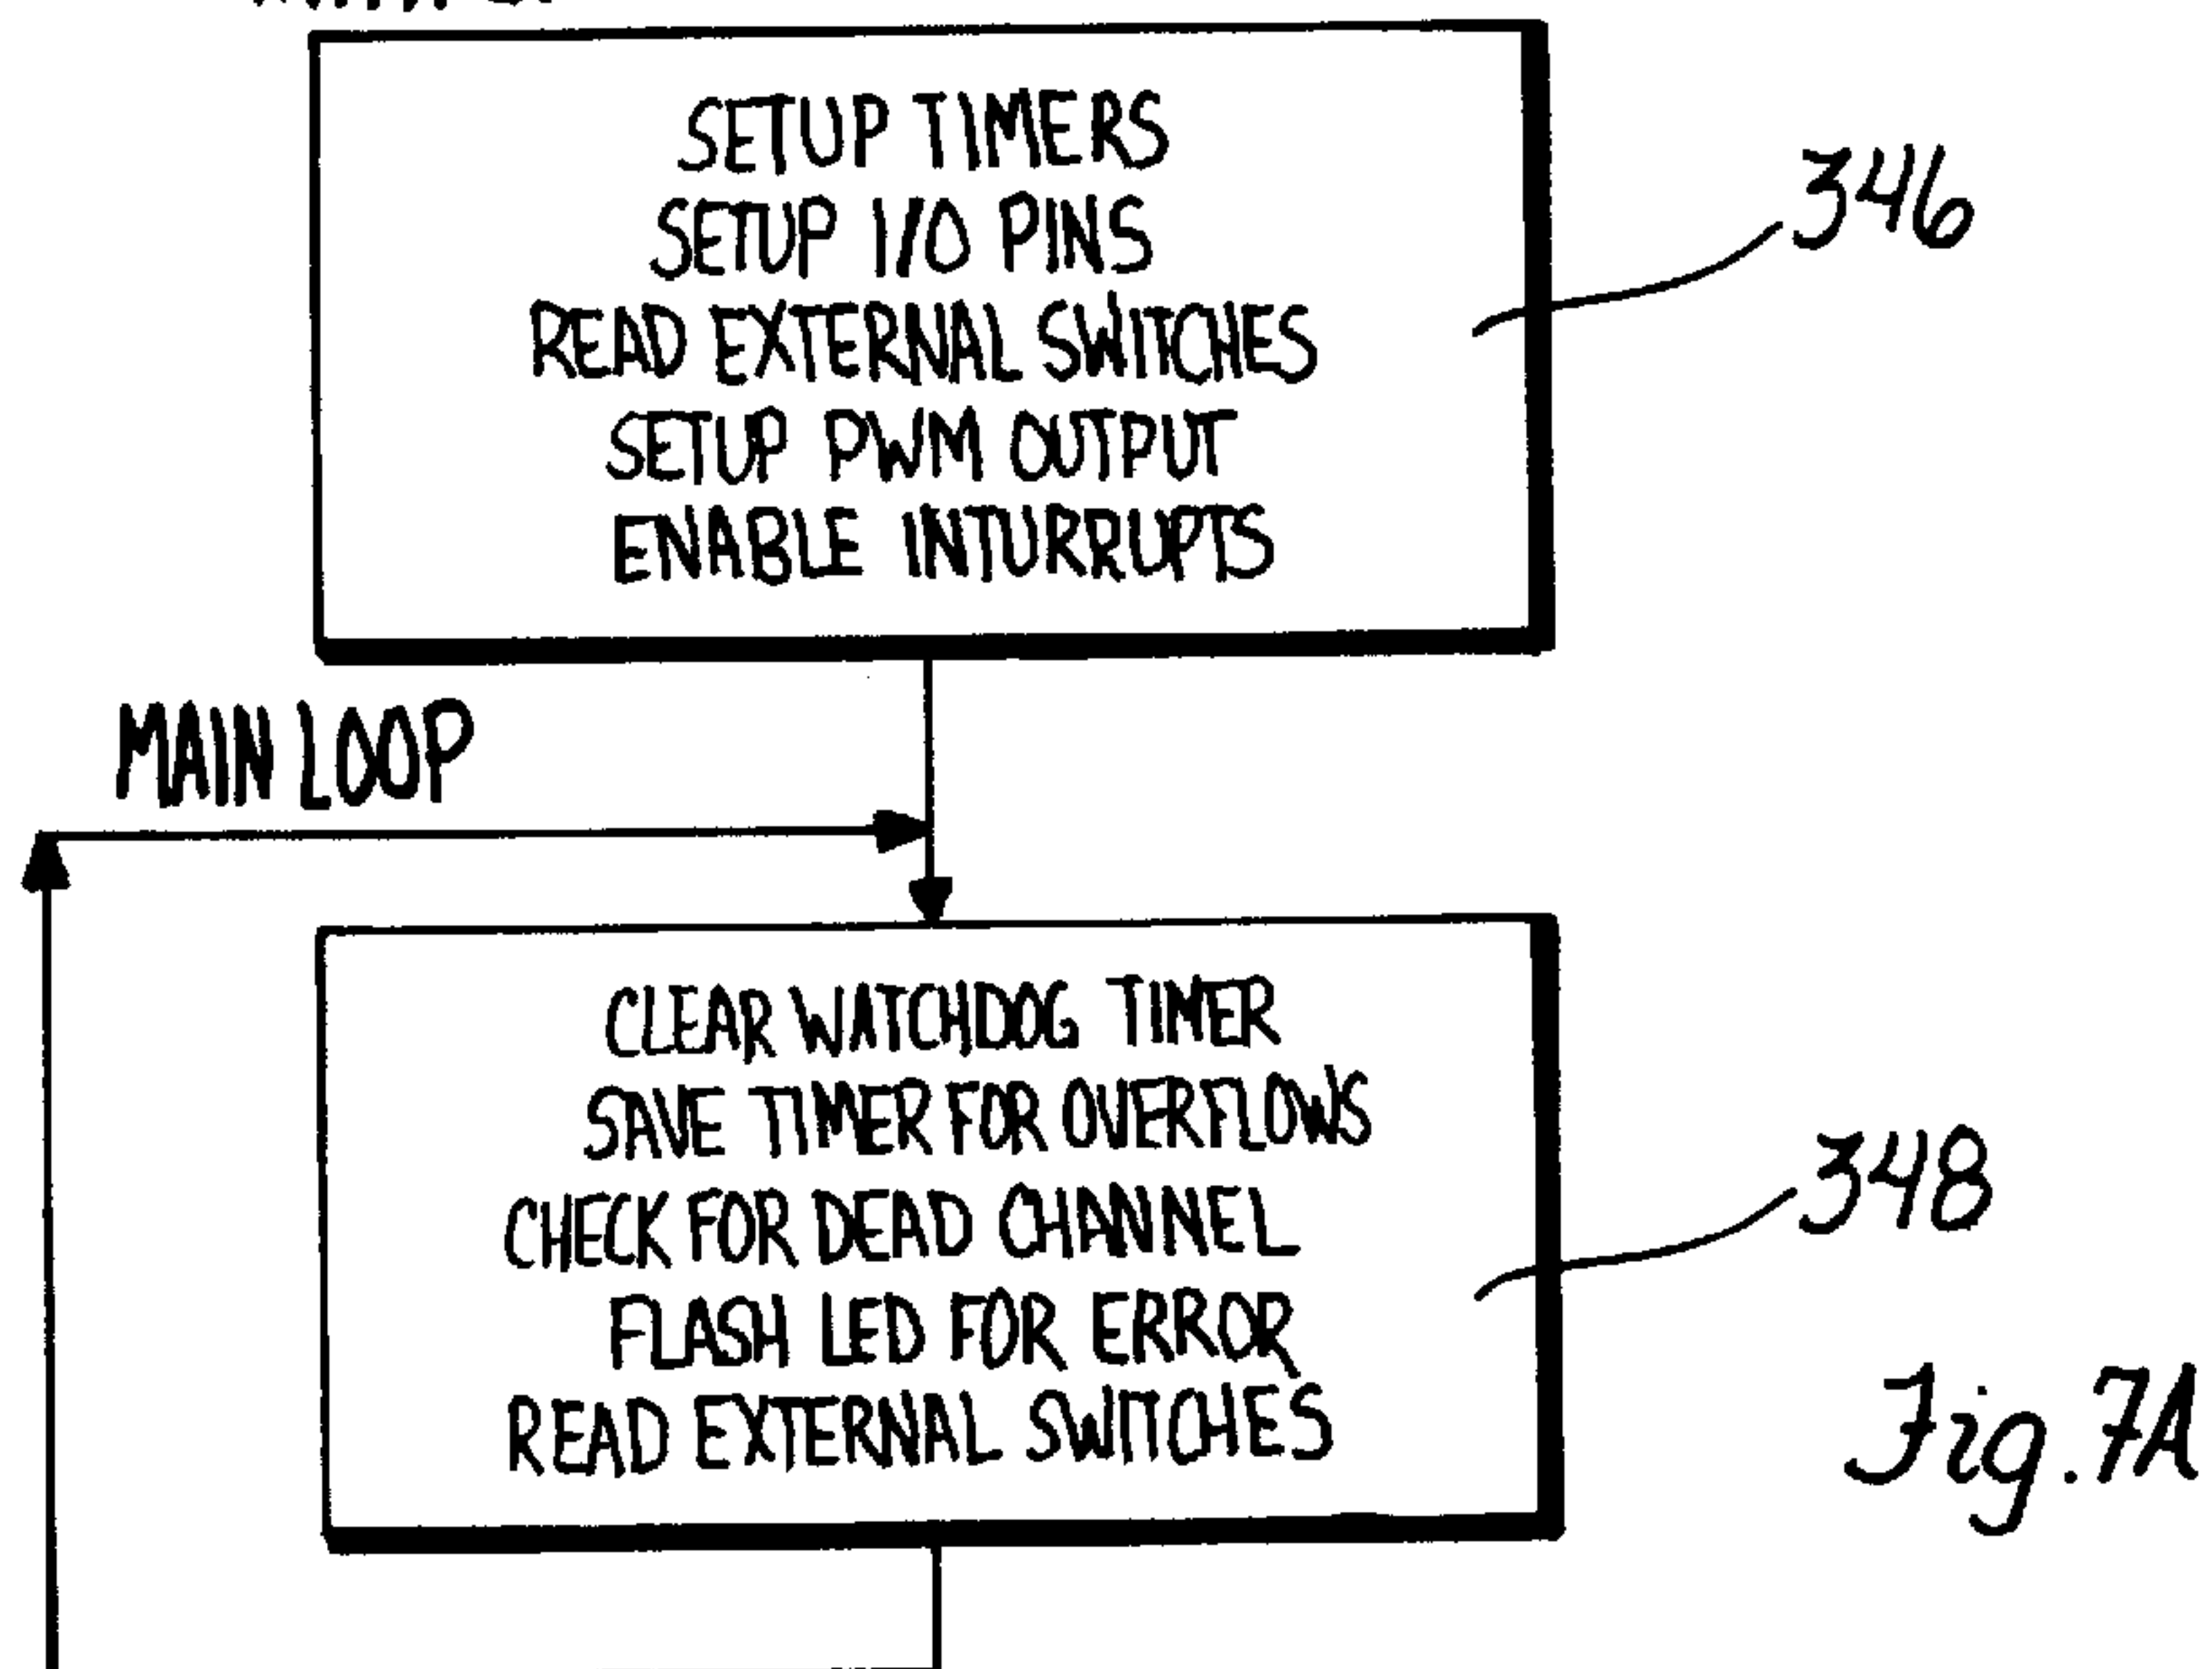 SETUP TIMERS
SETUP I/O PINS
READ EXTERNAL SWITCHES
SETUP PWM OUTPUT
ENABLE INTURRUPTS
346
MAIN LOOP
CLEAR WATCHDOG TIMER
SAVE TIMER FOR OVERFLOWS
CHECK FOR DEAD CHANNEL
FLASH LED FOR ERROR
READ EXTERNAL SWITCHES
348
Fig. 7A